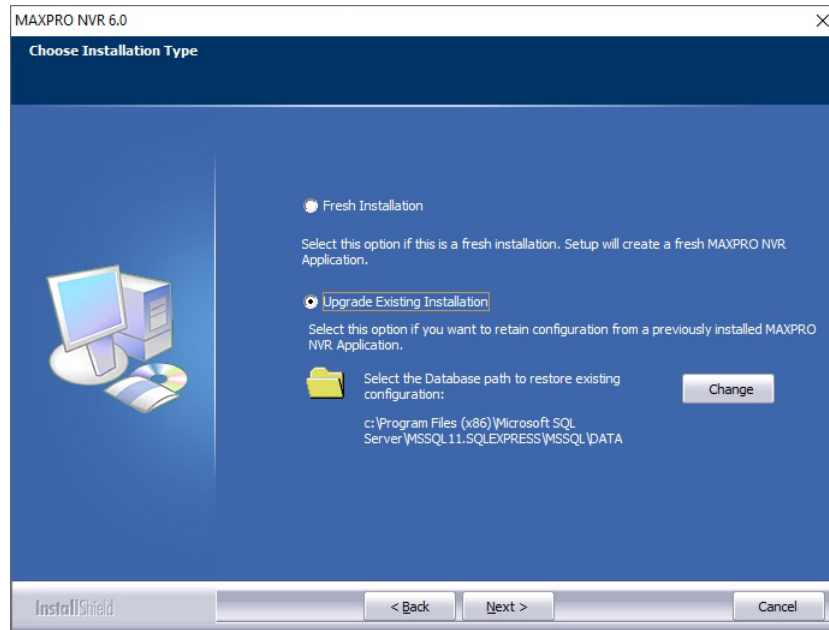 MAXPRO NVR 6.0
Choose Installation Type
Fresh Installation
Select this option if this is a fresh installation. Setup will create a fresh MAXPRO NVR
Application.
Upgrade Existing Installation
Select this option if you want to retain configuration from a previously installed MAXPRO
NVR Application.
Select the Database path to restore existing
configuration:
Change
c:\Program Files (x86)\Microsoft SQL
Server\MSSQL11.SQLEXPRESS\MSSQL\DATA
InstallShield
< Back
Next >
Cancel